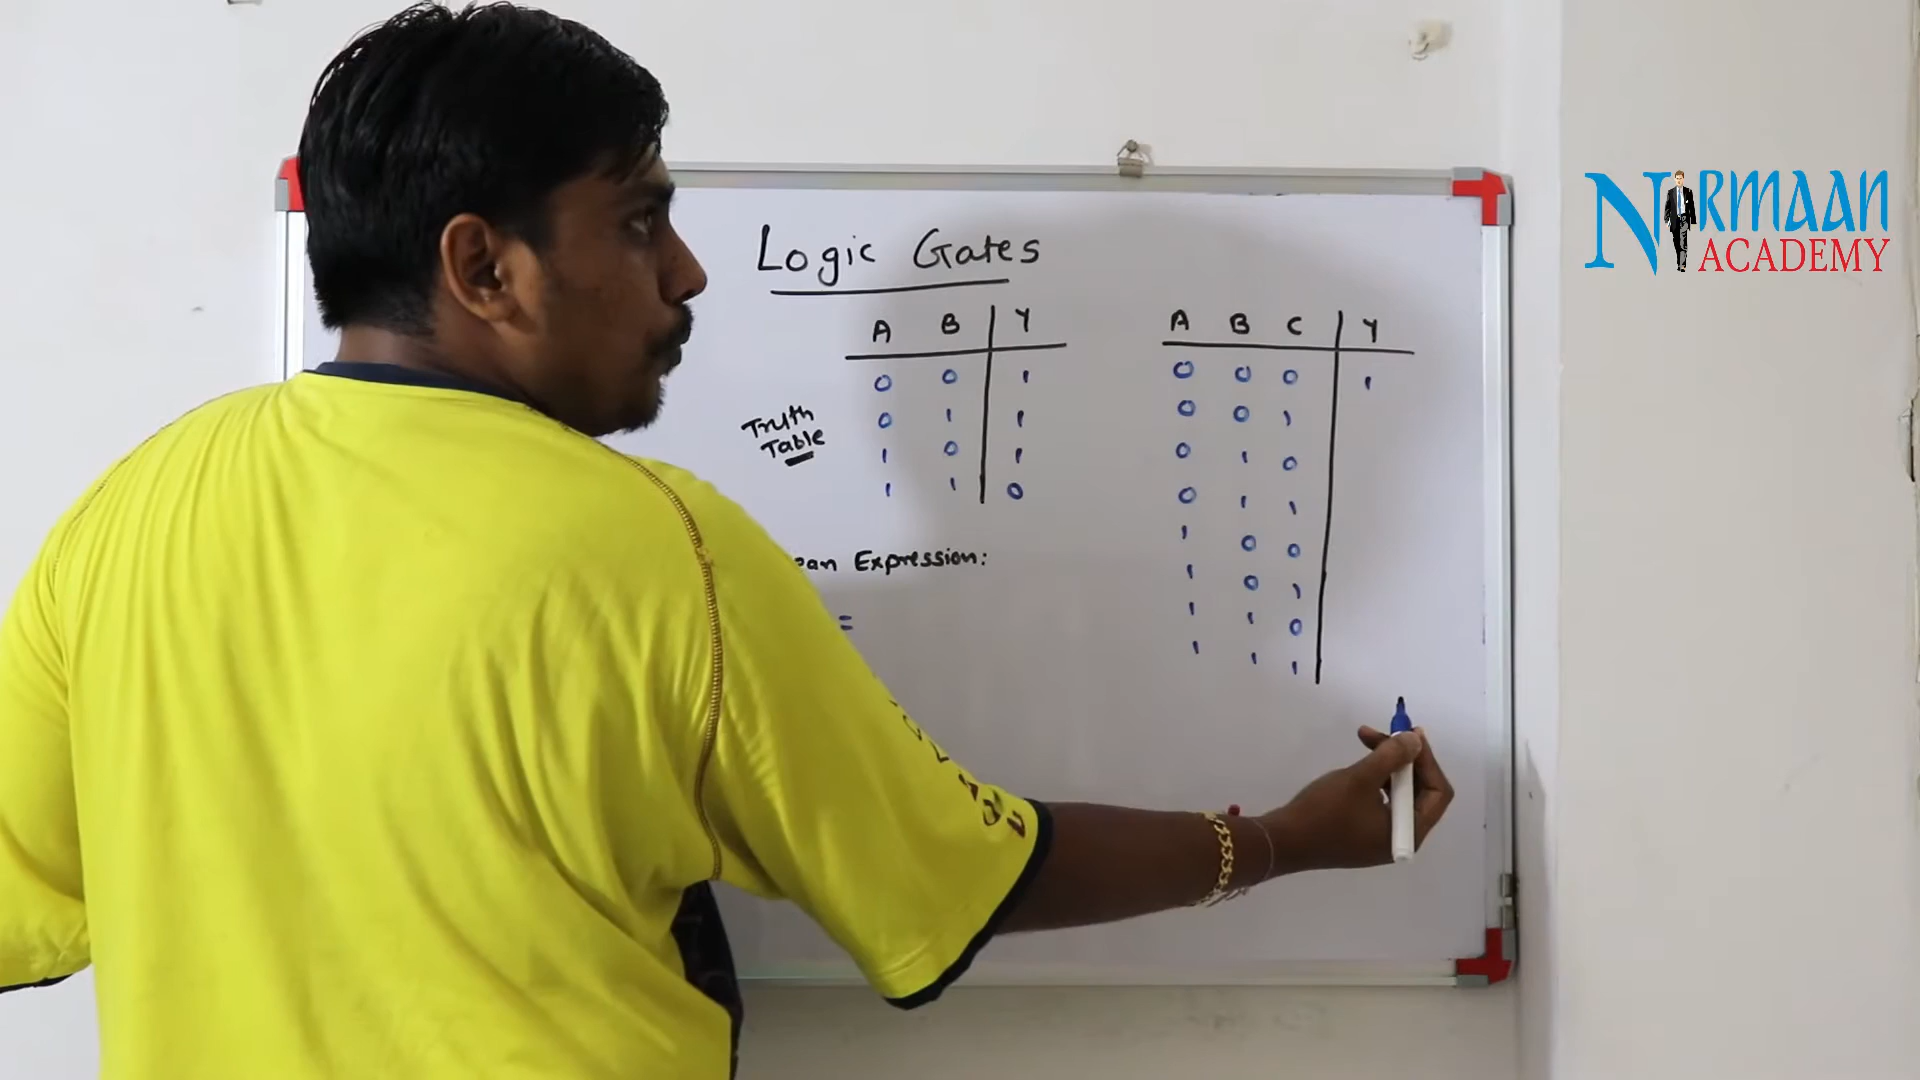 Logic Gates
A B Y
0 0 1
0 1 1
1 0 1
1 1 0
Truth
Table
Expression:
=
A B C Y
0 0 0 1
0 0 1
0 1 0
0 1 1
1 0 0
1 0 1
1 1 0
1 1 1
NIRMAAN
ACADEMY